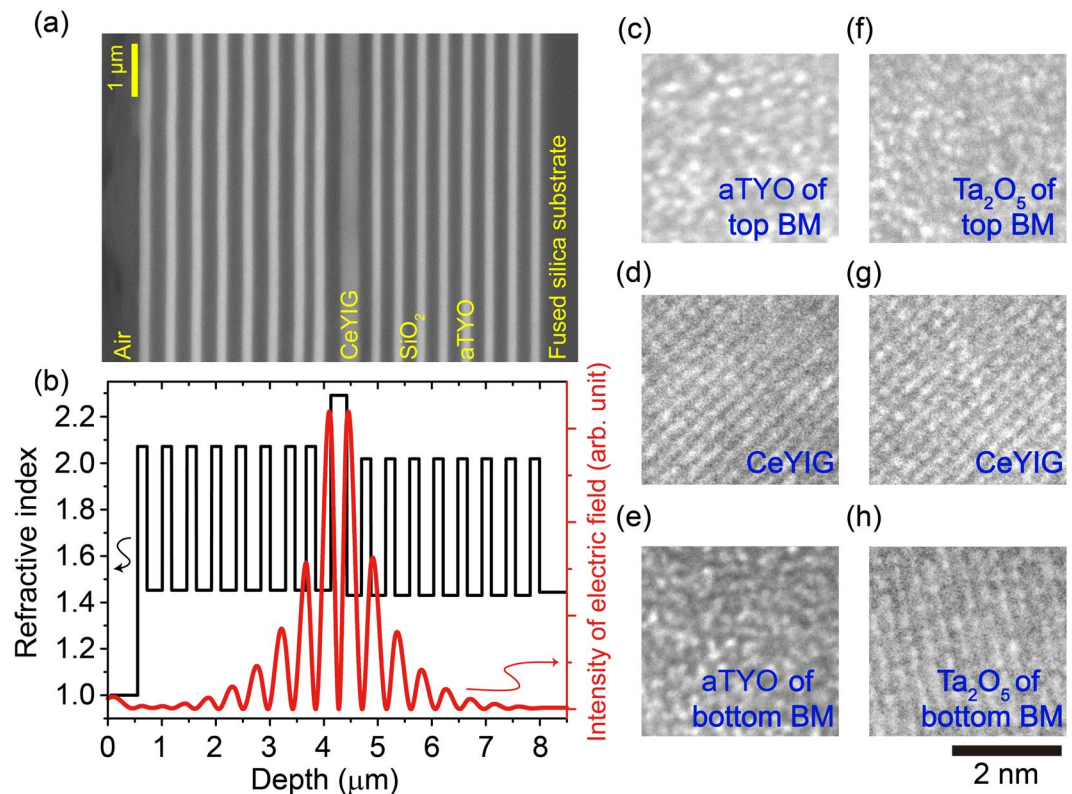 (a)
1 μm
Air
CeYIG
SiO₂
aTYO
Fused silica substrate
(b)
Refractive index
2.2
2.0
1.8
1.6
1.4
1.2
1.0
0 1 2 3 4 5 6 7 8
Depth (μm)
Intensity of electric field (arb. unit)
(c)
aTYO of
top BM
(f)
Ta₂O₅ of
top BM
(d)
CeYIG
(g)
CeYIG
(e)
aTYO of
bottom BM
(h)
Ta₂O₅ of
bottom BM
2 nm